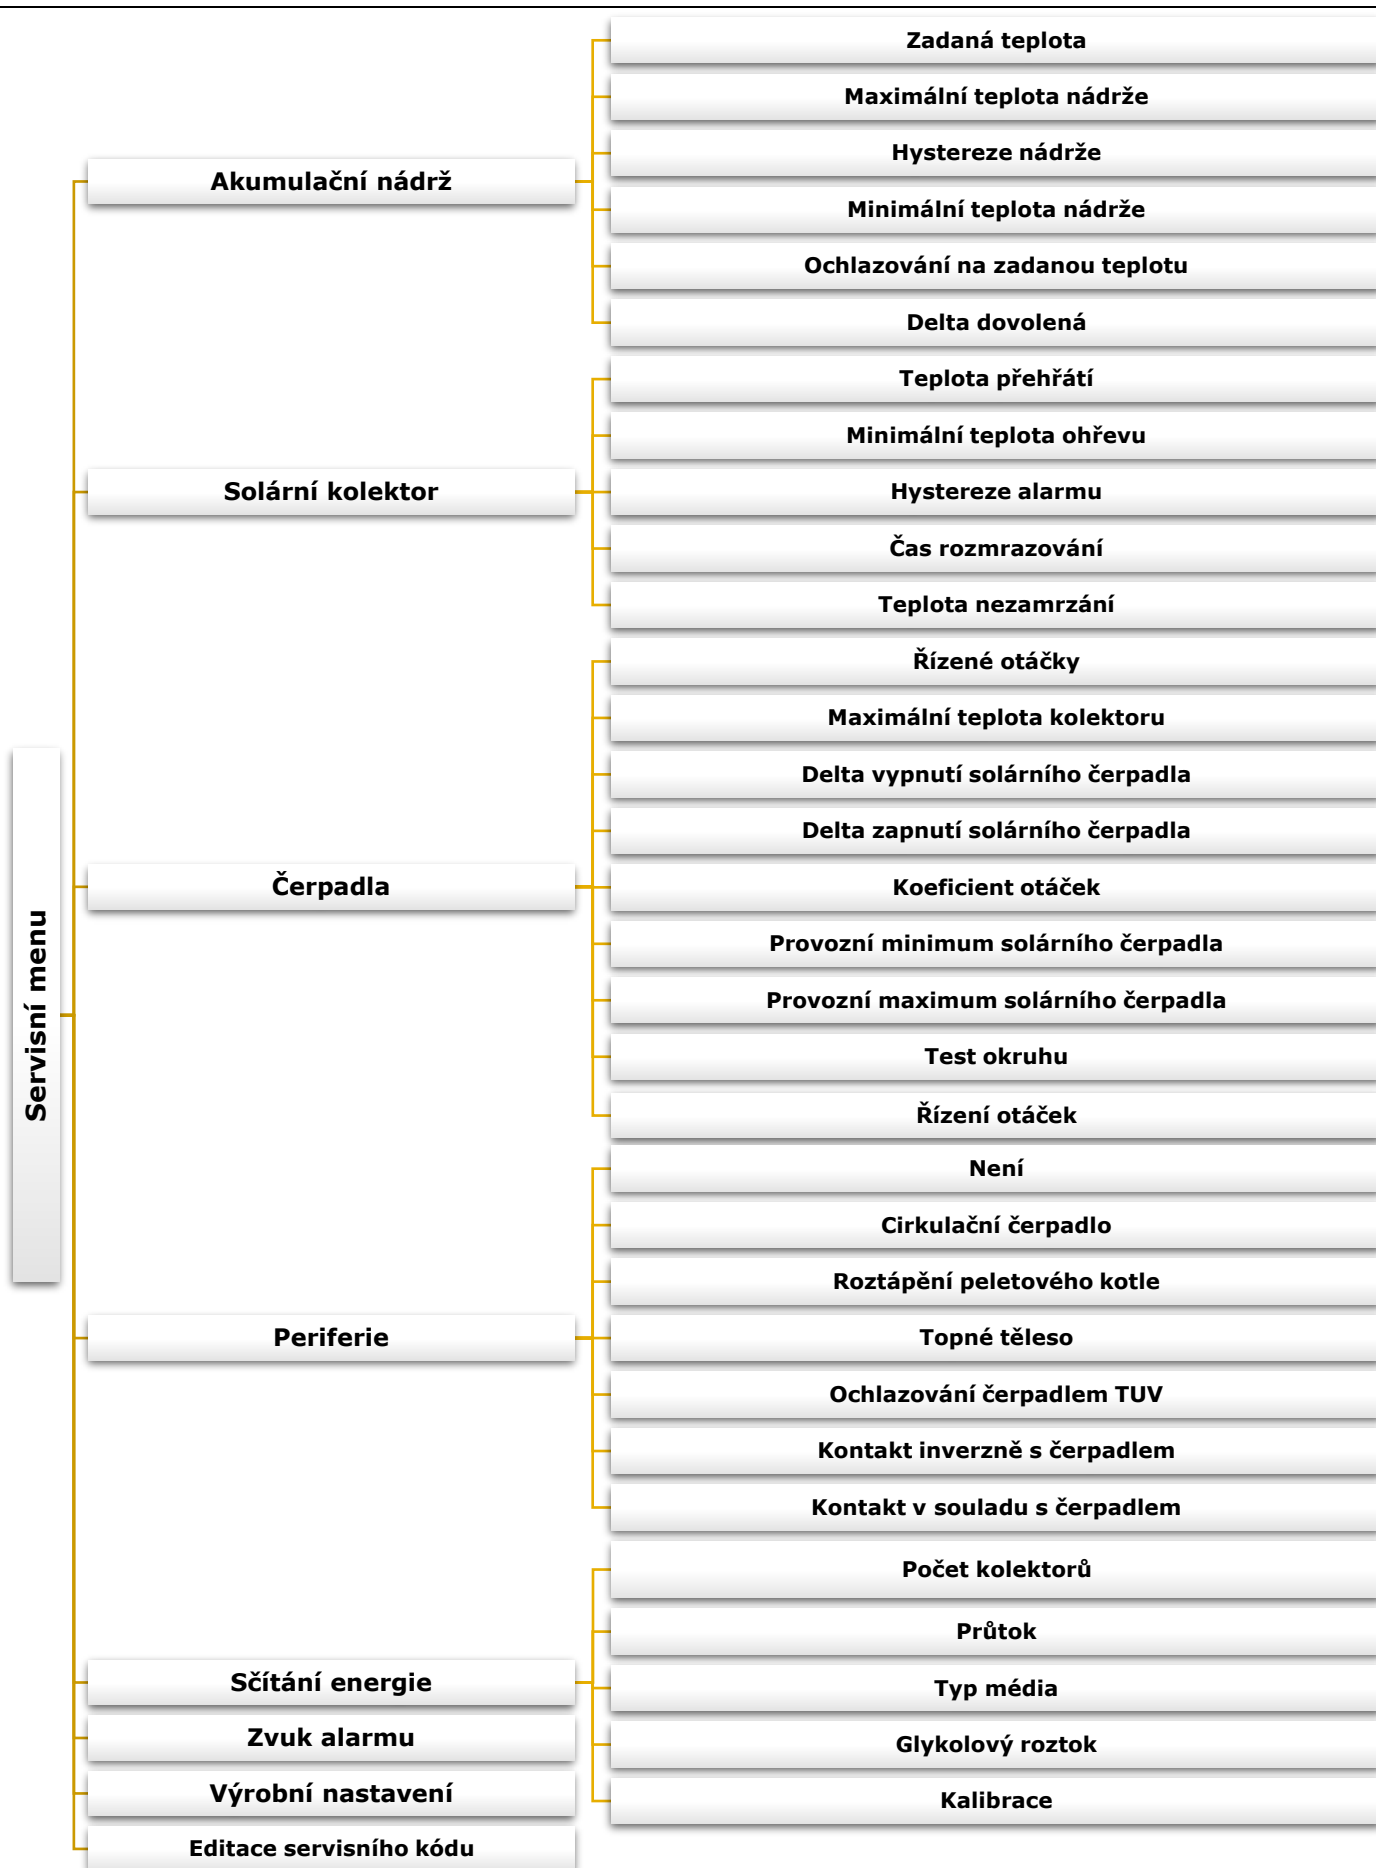 Servisní menu
Akumulační nádrž
Zadaná teplota
Maximální teplota nádrže
Hystereze nádrže
Minimální teplota nádrže
Ochlazování na zadanou teplotu
Delta dovolená
Solární kolektor
Teplota přehřátí
Minimální teplota ohřevu
Hystereze alarmu
Čas rozmrazování
Teplota nezamrzání
Čerpadla
Řízené otáčky
Maximální teplota kolektoru
Delta vypnutí solárního čerpadla
Delta zapnutí solárního čerpadla
Koeficient otáček
Provozní minimum solárního čerpadla
Provozní maximum solárního čerpadla
Test okruhu
Řízení otáček
Periferie
Není
Cirkulační čerpadlo
Roztápění peletového kotle
Topné těleso
Ochlazování čerpadlem TUV
Kontakt inverzně s čerpadlem
Kontakt v souladu s čerpadlem
Sčítání energie
Počet kolektorů
Průtok
Typ média
Glykolový roztok
Kalibrace
Zvuk alarmu
Výrobní nastavení
Editace servisního kódu